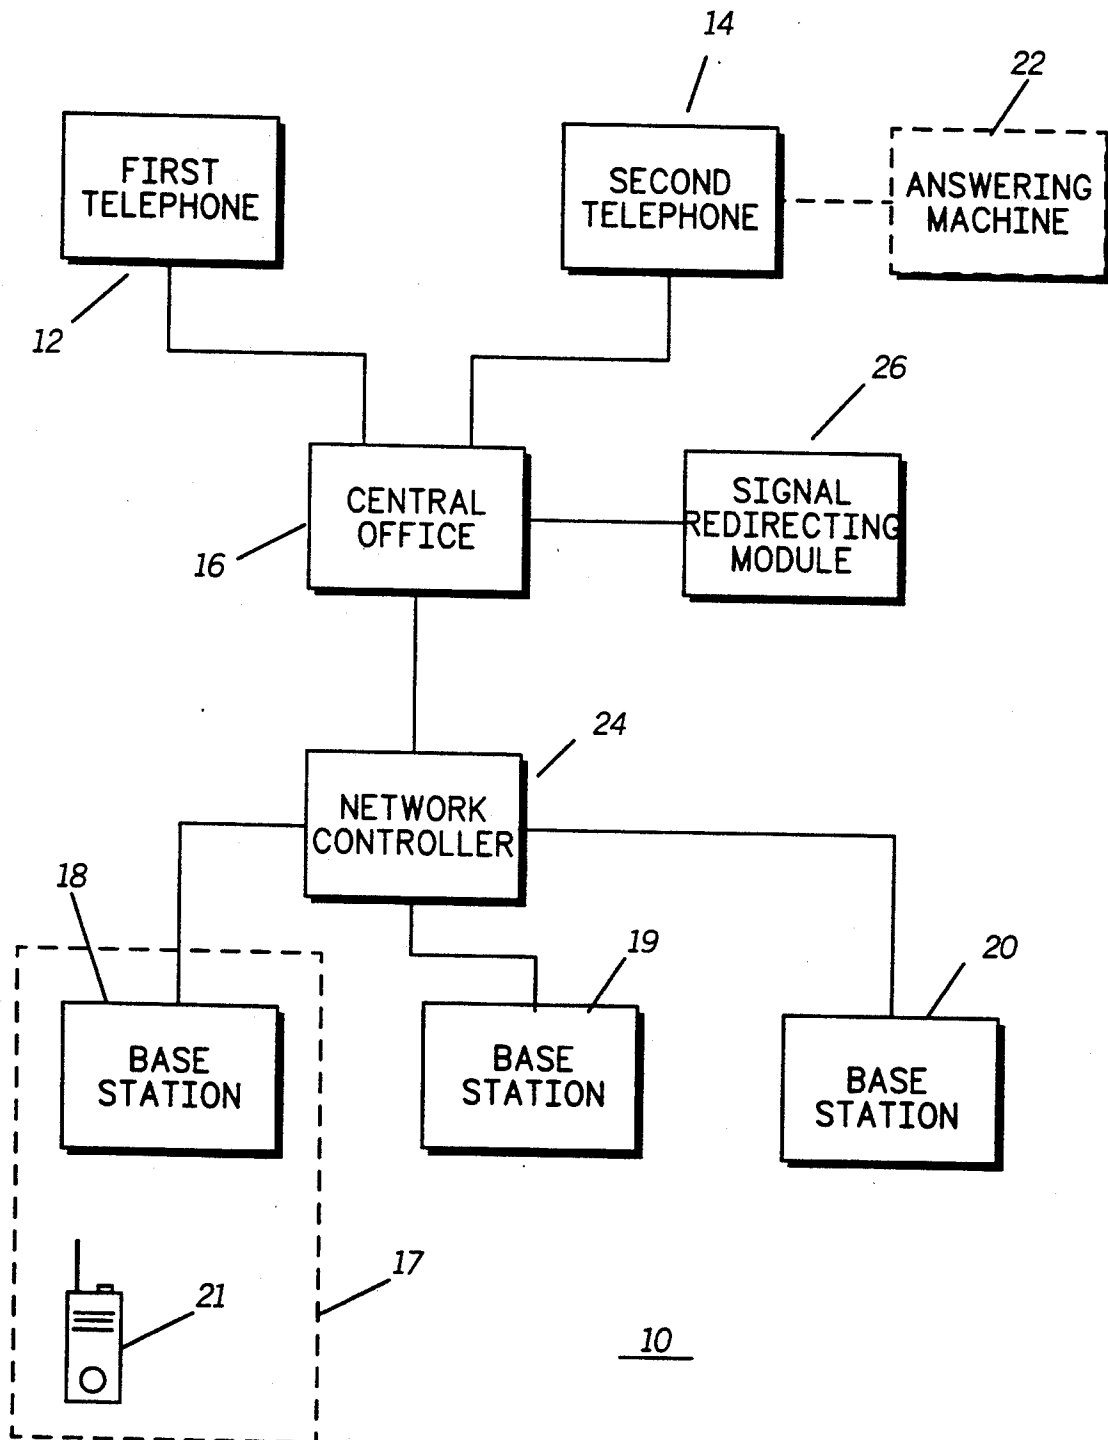 14
22
FIRST
TELEPHONE
SECOND
TELEPHONE
ANSWERING
MACHINE
12
26
CENTRAL
OFFICE
SIGNAL
REDIRECTING
MODULE
16
24
NETWORK
CONTROLLER
18
19
20
BASE
STATION
BASE
STATION
BASE
STATION
17
21
10